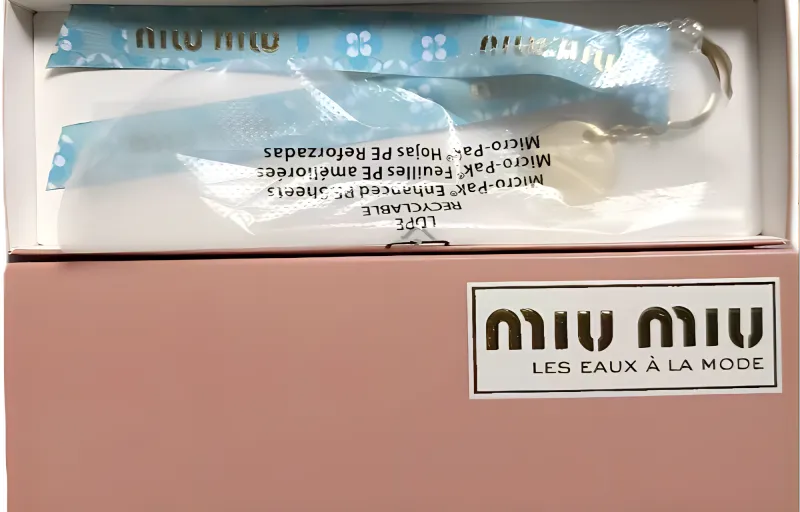 miu miu
miu miu
Micro-Pak® Hojas PE Reforzadas
Micro-Pak® Feuilles PE améliorées
Micro-Pak® Enhanced PE Sheets
RECYCLABLE
LDPE
miu miu
LES EAUX À LA MODE